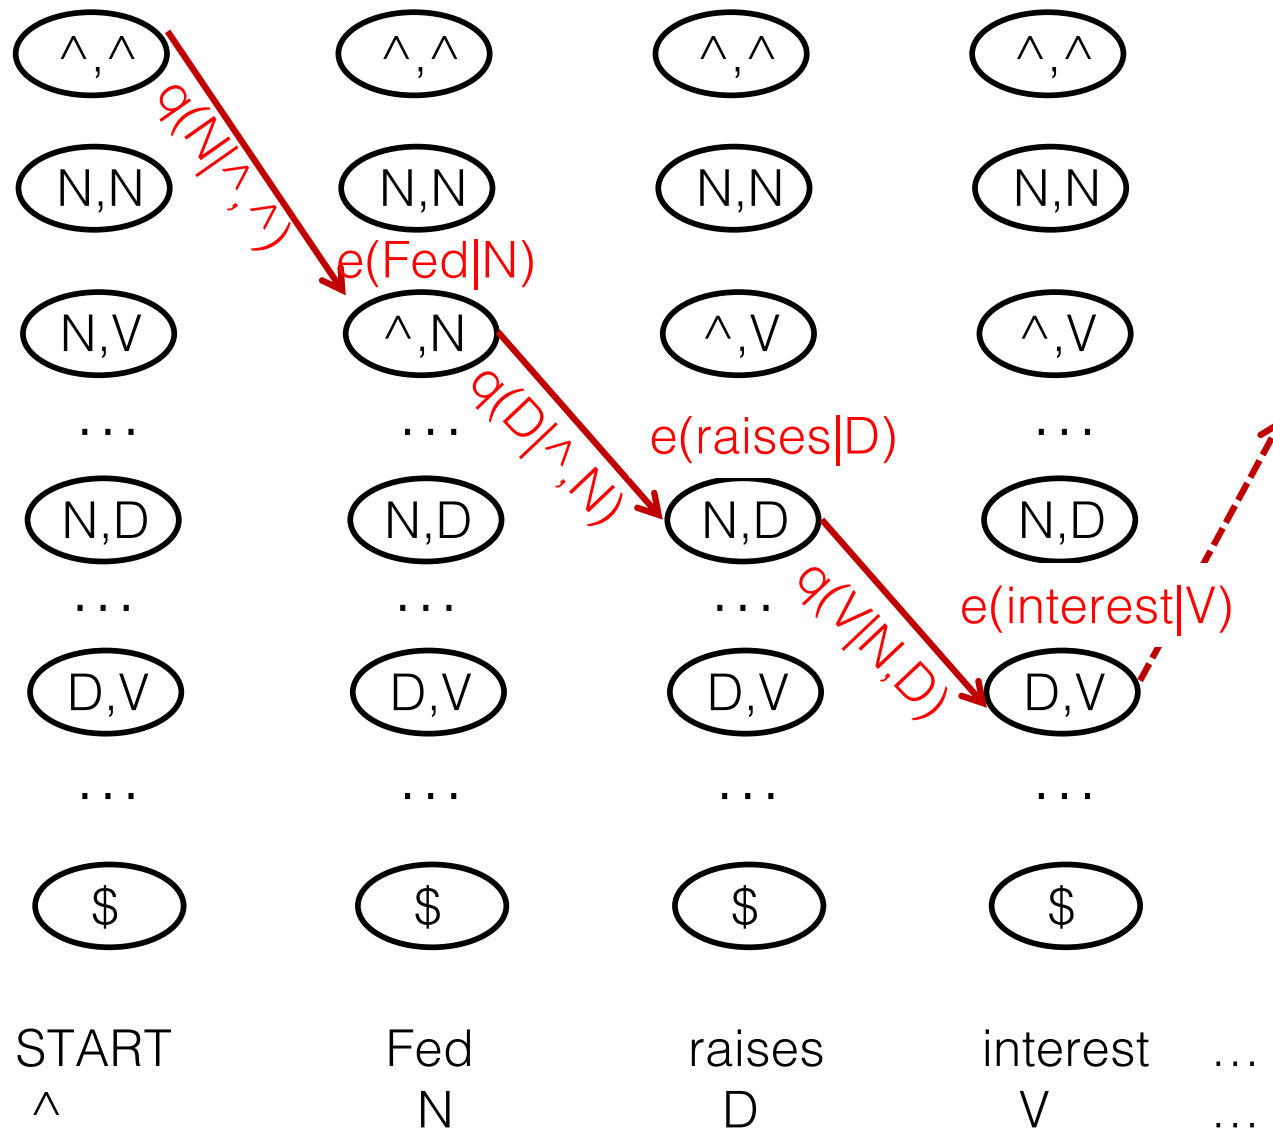 ^,^ ^,^ ^,^ ^,^
q(N|^,^)
N,N N,N N,N N,N
e(Fed|N)
N,V ^,N ^,V ^,V
q(D|^,N)
... ... ...
e(raises|D)
N,D N,D N,D N,D
q(V|N,D)
... ... ...
e(interest|V)
D,V D,V D,V D,V
... ... ... ...
$ $ $ $
START Fed raises interest ...
^ N D V ...